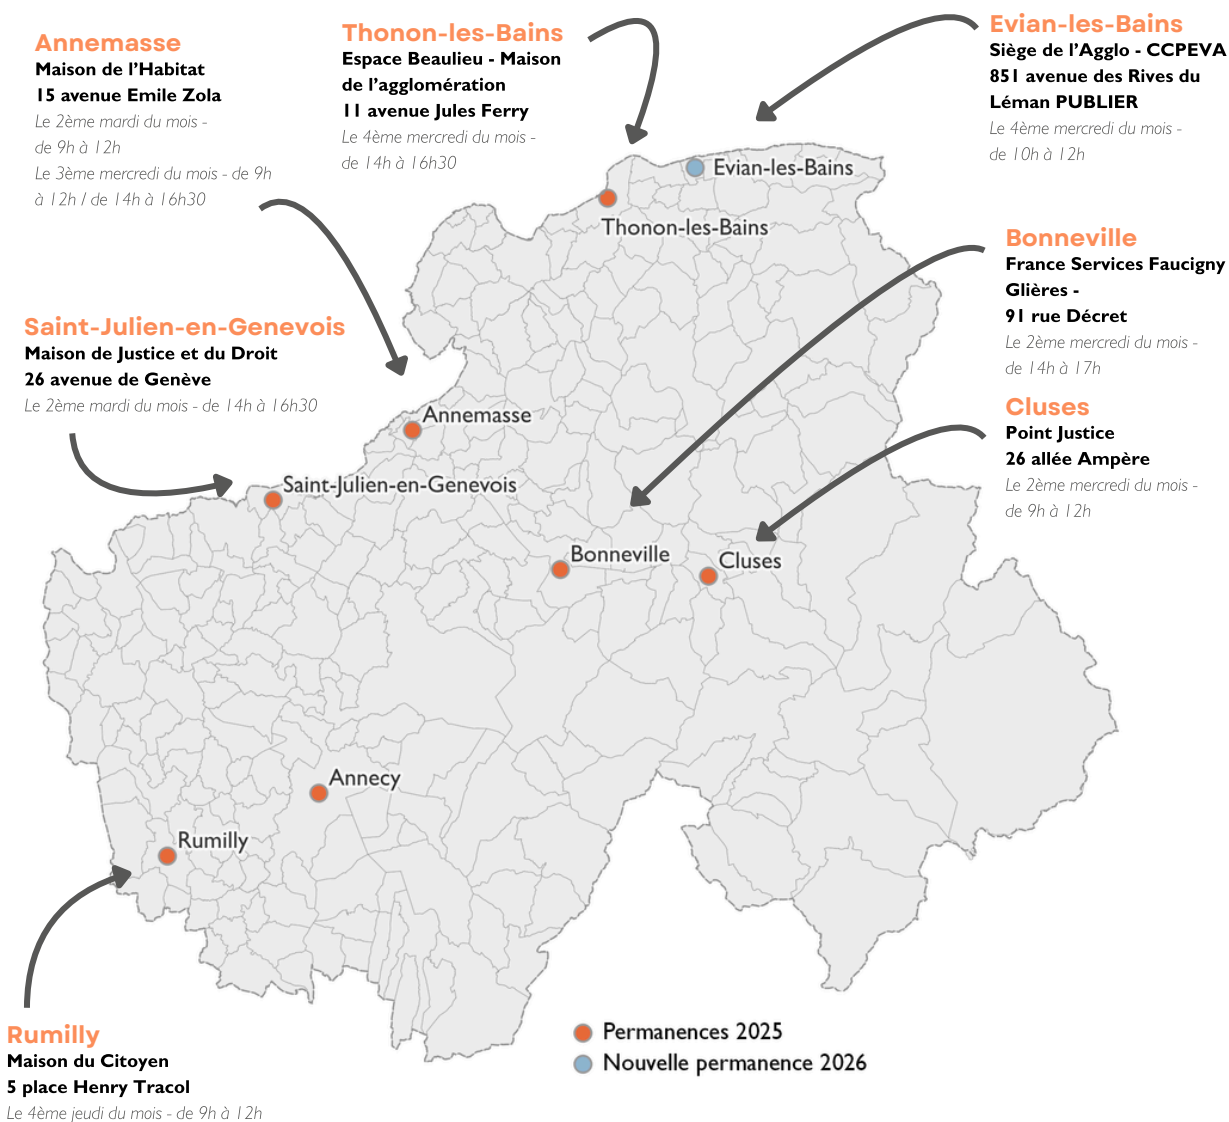 Annemasse
Maison de l'Habitat
15 avenue Emile Zola
Le 2ème mardi du mois -
de 9h à 12h
Le 3ème mercredi du mois - de 9h
à 12h / de 14h à 16h30
Thonon-les-Bains
Espace Beaulieu - Maison
de l'agglomération
11 avenue Jules Ferry
Le 4ème mercredi du mois -
de 14h à 16h30
Evian-les-Bains
Siège de l'Agglo - CCPEVA
851 avenue des Rives du
Léman PUBLIER
Le 4ème mercredi du mois -
de 10h à 12h
Bonneville
France Services Faucigny
Glières -
91 rue Décret
Le 2ème mercredi du mois -
de 14h à 17h
Cluses
Point Justice
26 allée Ampère
Le 2ème mercredi du mois -
de 9h à 12h
Saint-Julien-en-Genevois
Maison de Justice et du Droit
26 avenue de Genève
Le 2ème mardi du mois - de 14h à 16h30
Evian-les-Bains
Thonon-les-Bains
Annemasse
Saint-Julien-en-Genevois
Bonneville
Cluses
Annecy
Rumilly
Rumilly
Maison du Citoyen
5 place Henry Tracol
Le 4ème jeudi du mois - de 9h à 12h
Permanences 2025
Nouvelle permanence 2026